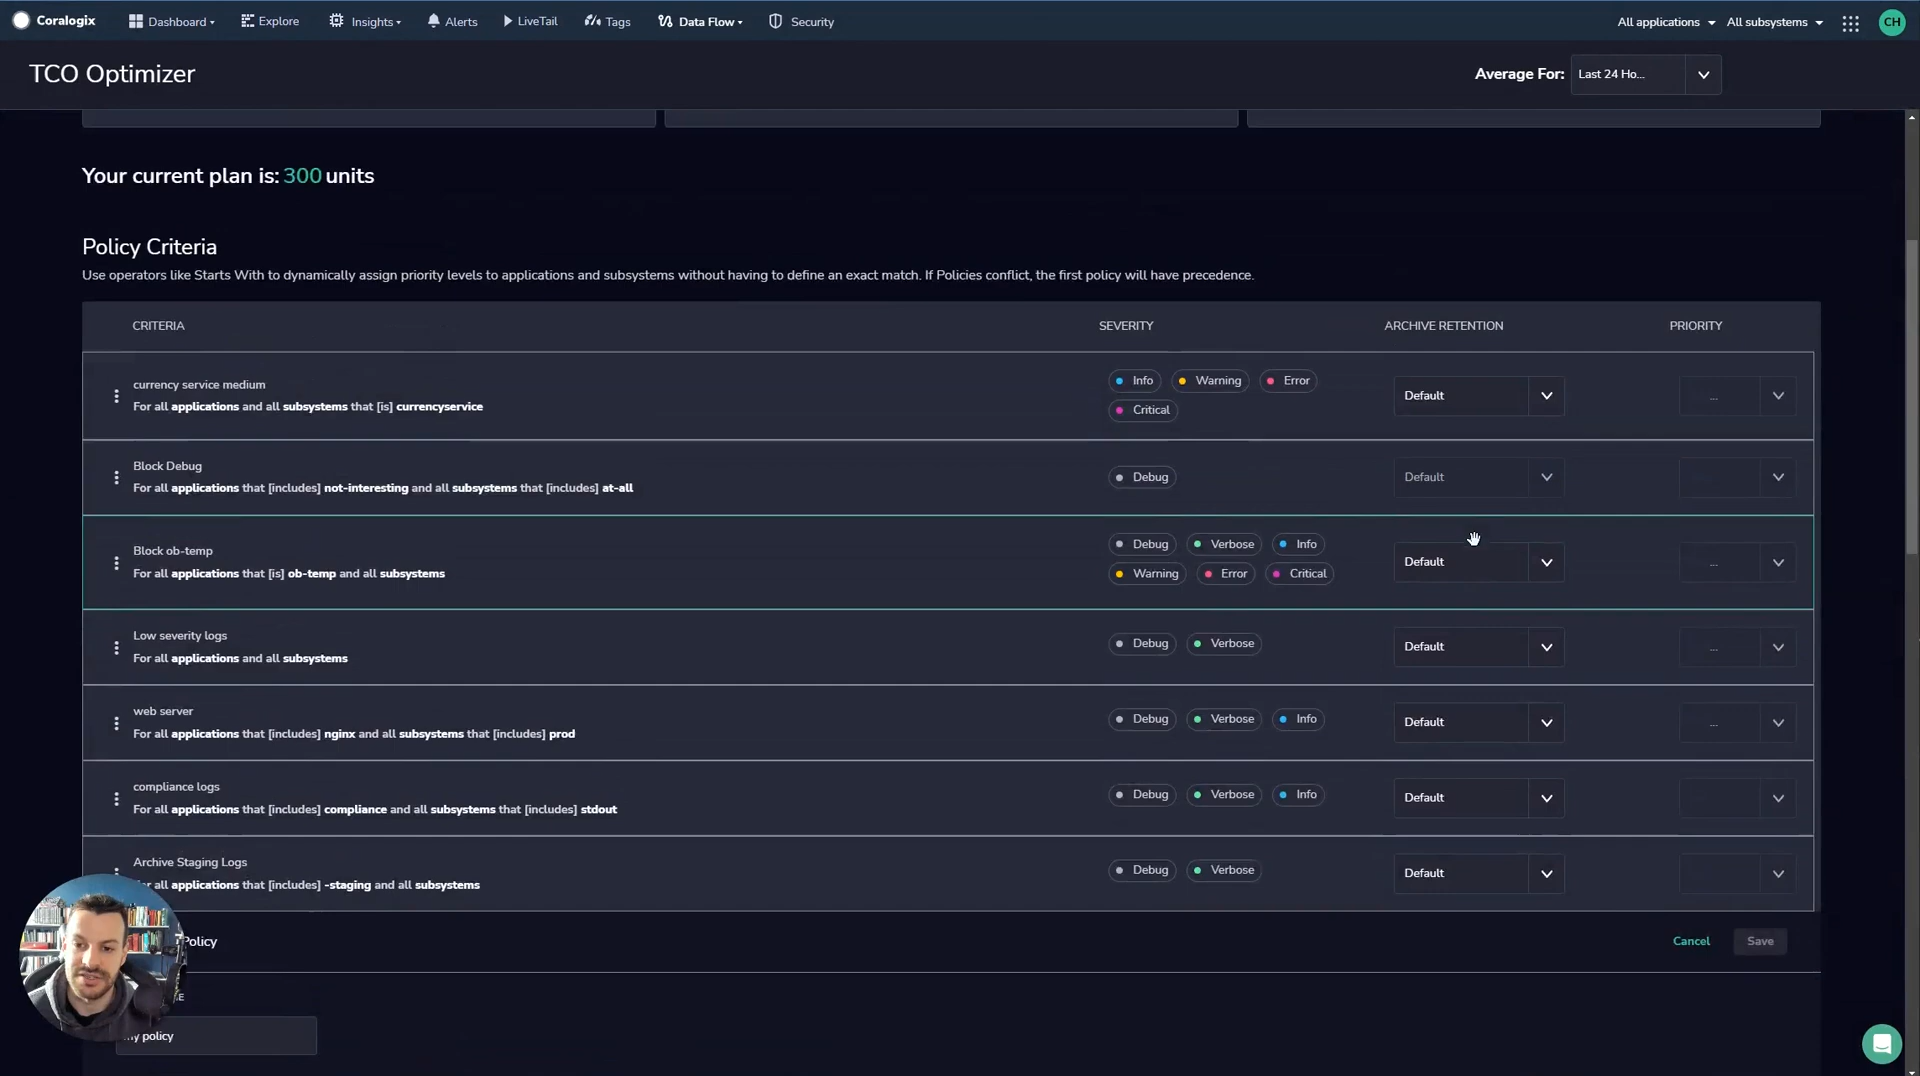 Coralogix Dashboard Explore Insights Alerts LiveTail Tags Data Flow Security All applications All subsystems CH
TCO Optimizer
Average For: Last 24 Ho...
Your current plan is: 300 units
Policy Criteria
Use operators like Starts With to dynamically assign priority levels to applications and subsystems without having to define an exact match. If Policies conflict, the first policy will have precedence.
CRITERIA SEVERITY ARCHIVE RETENTION PRIORITY
currency service medium
For all applications and all subsystems that [is] currencyservice
Info Warning Error
Critical
Default ...
Block Debug
For all applications that [includes] not-interesting and all subsystems that [includes] at-all
Debug
Default
Block ob-temp
For all applications that [is] ob-temp and all subsystems
Debug Verbose Info
Warning Error Critical
Default ...
Low severity logs
For all applications and all subsystems
Debug Verbose
Default ...
web server
For all applications that [includes] nginx and all subsystems that [includes] prod
Debug Verbose Info
Default ...
compliance logs
For all applications that [includes] compliance and all subsystems that [includes] stdout
Debug Verbose Info
Default
Archive Staging Logs
all applications that [includes] -staging and all subsystems
Debug Verbose
Default
Policy
Cancel Save
policy